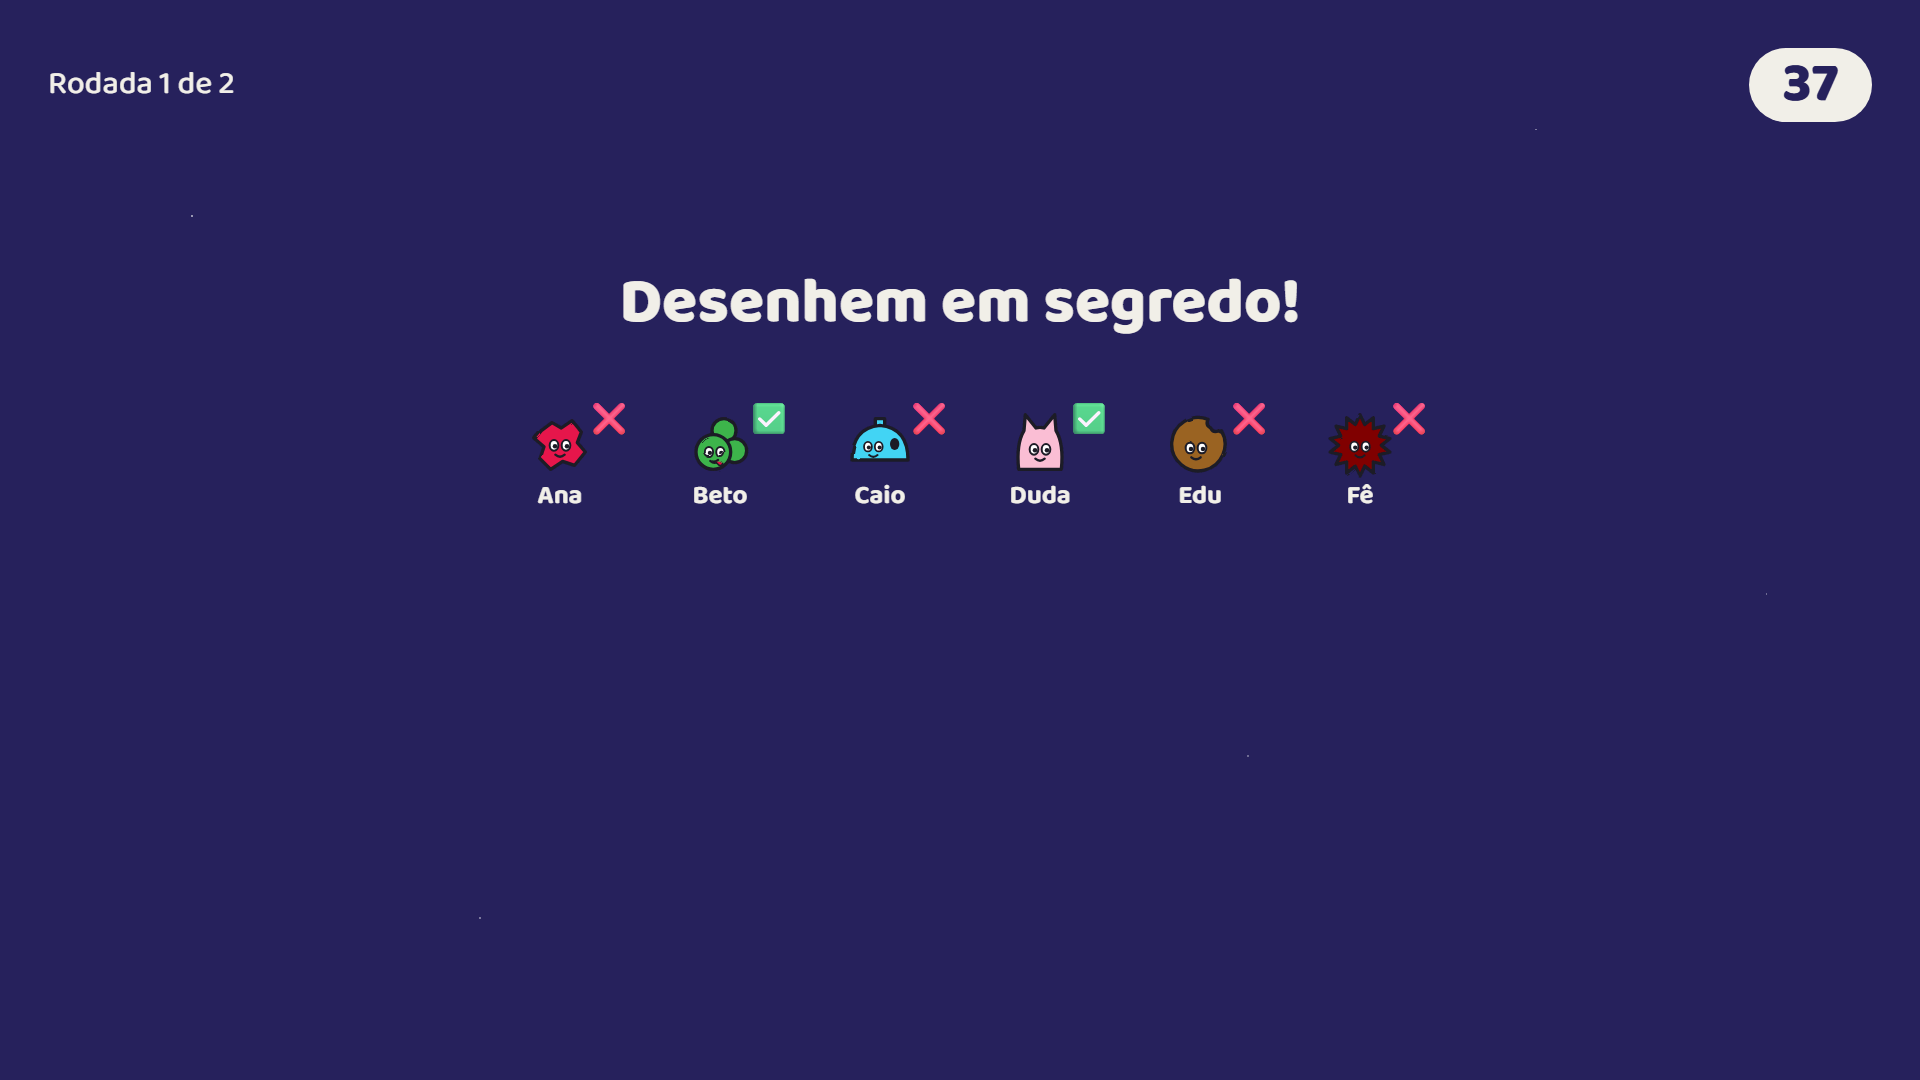 Rodada 1 de 2
37
Desenhem em segredo!
Ana
Beto
Caio
Duda
Edu
Fê